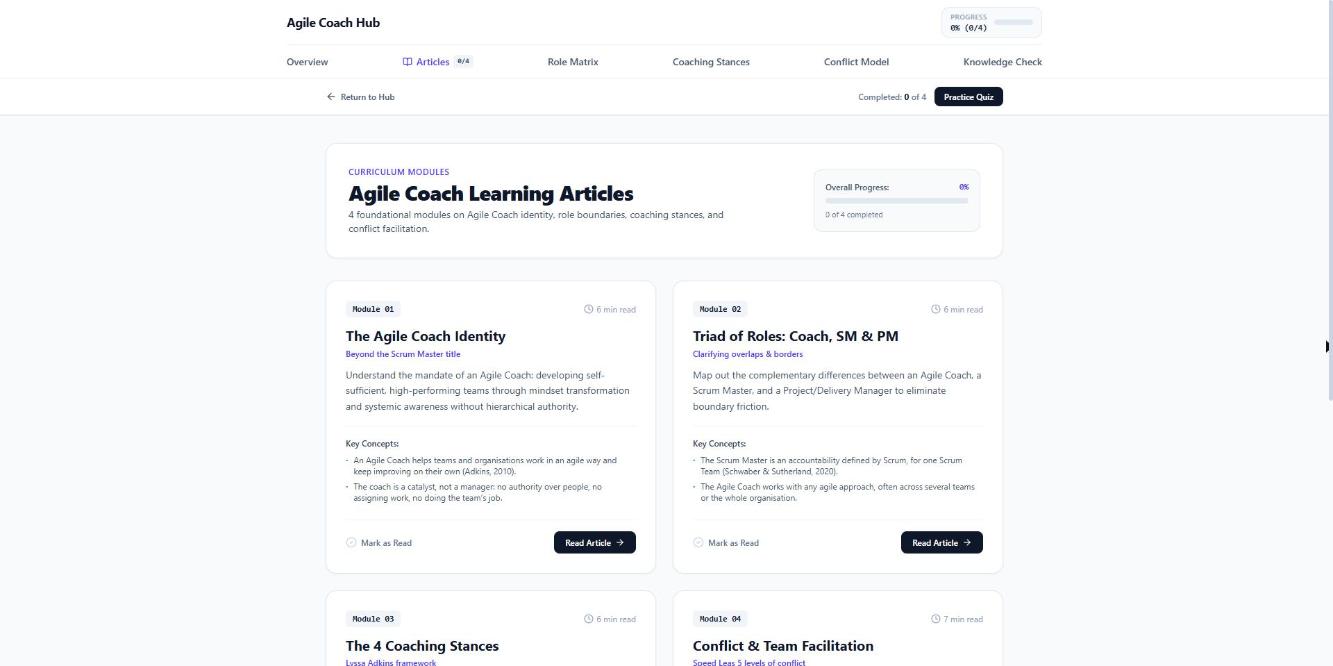 Agile Coach Hub
PROGRESS
0% (0/4)
Overview
Articles 0/4
Role Matrix
Coaching Stances
Conflict Model
Knowledge Check
← Return to Hub
Completed: 0 of 4
Practice Quiz
CURRICULUM MODULES
Agile Coach Learning Articles
4 foundational modules on Agile Coach identity, role boundaries, coaching stances, and
conflict facilitation.
Overall Progress: 0%
0 of 4 completed
Module 01
6 min read
The Agile Coach Identity
Beyond the Scrum Master title
Understand the mandate of an Agile Coach: developing self-
sufficient, high-performing teams through mindset transformation
and systemic awareness without hierarchical authority.
Key Concepts:
· An Agile Coach helps teams and organisations work in an agile way and
keep improving on their own (Adkins, 2010).
· The coach is a catalyst, not a manager: no authority over people, no
assigning work, no doing the team's job.
Mark as Read
Read Article →
Module 02
6 min read
Triad of Roles: Coach, SM & PM
Clarifying overlaps & borders
Map out the complementary differences between an Agile Coach, a
Scrum Master, and a Project/Delivery Manager to eliminate
boundary friction.
Key Concepts:
· The Scrum Master is an accountability defined by Scrum, for one Scrum
Team (Schwaber & Sutherland, 2020).
· The Agile Coach works with any agile approach, often across several teams
or the whole organisation.
Mark as Read
Read Article →
Module 03
6 min read
The 4 Coaching Stances
Lyssa Adkins framework
Module 04
7 min read
Conflict & Team Facilitation
Speed Leas 5 levels of conflict